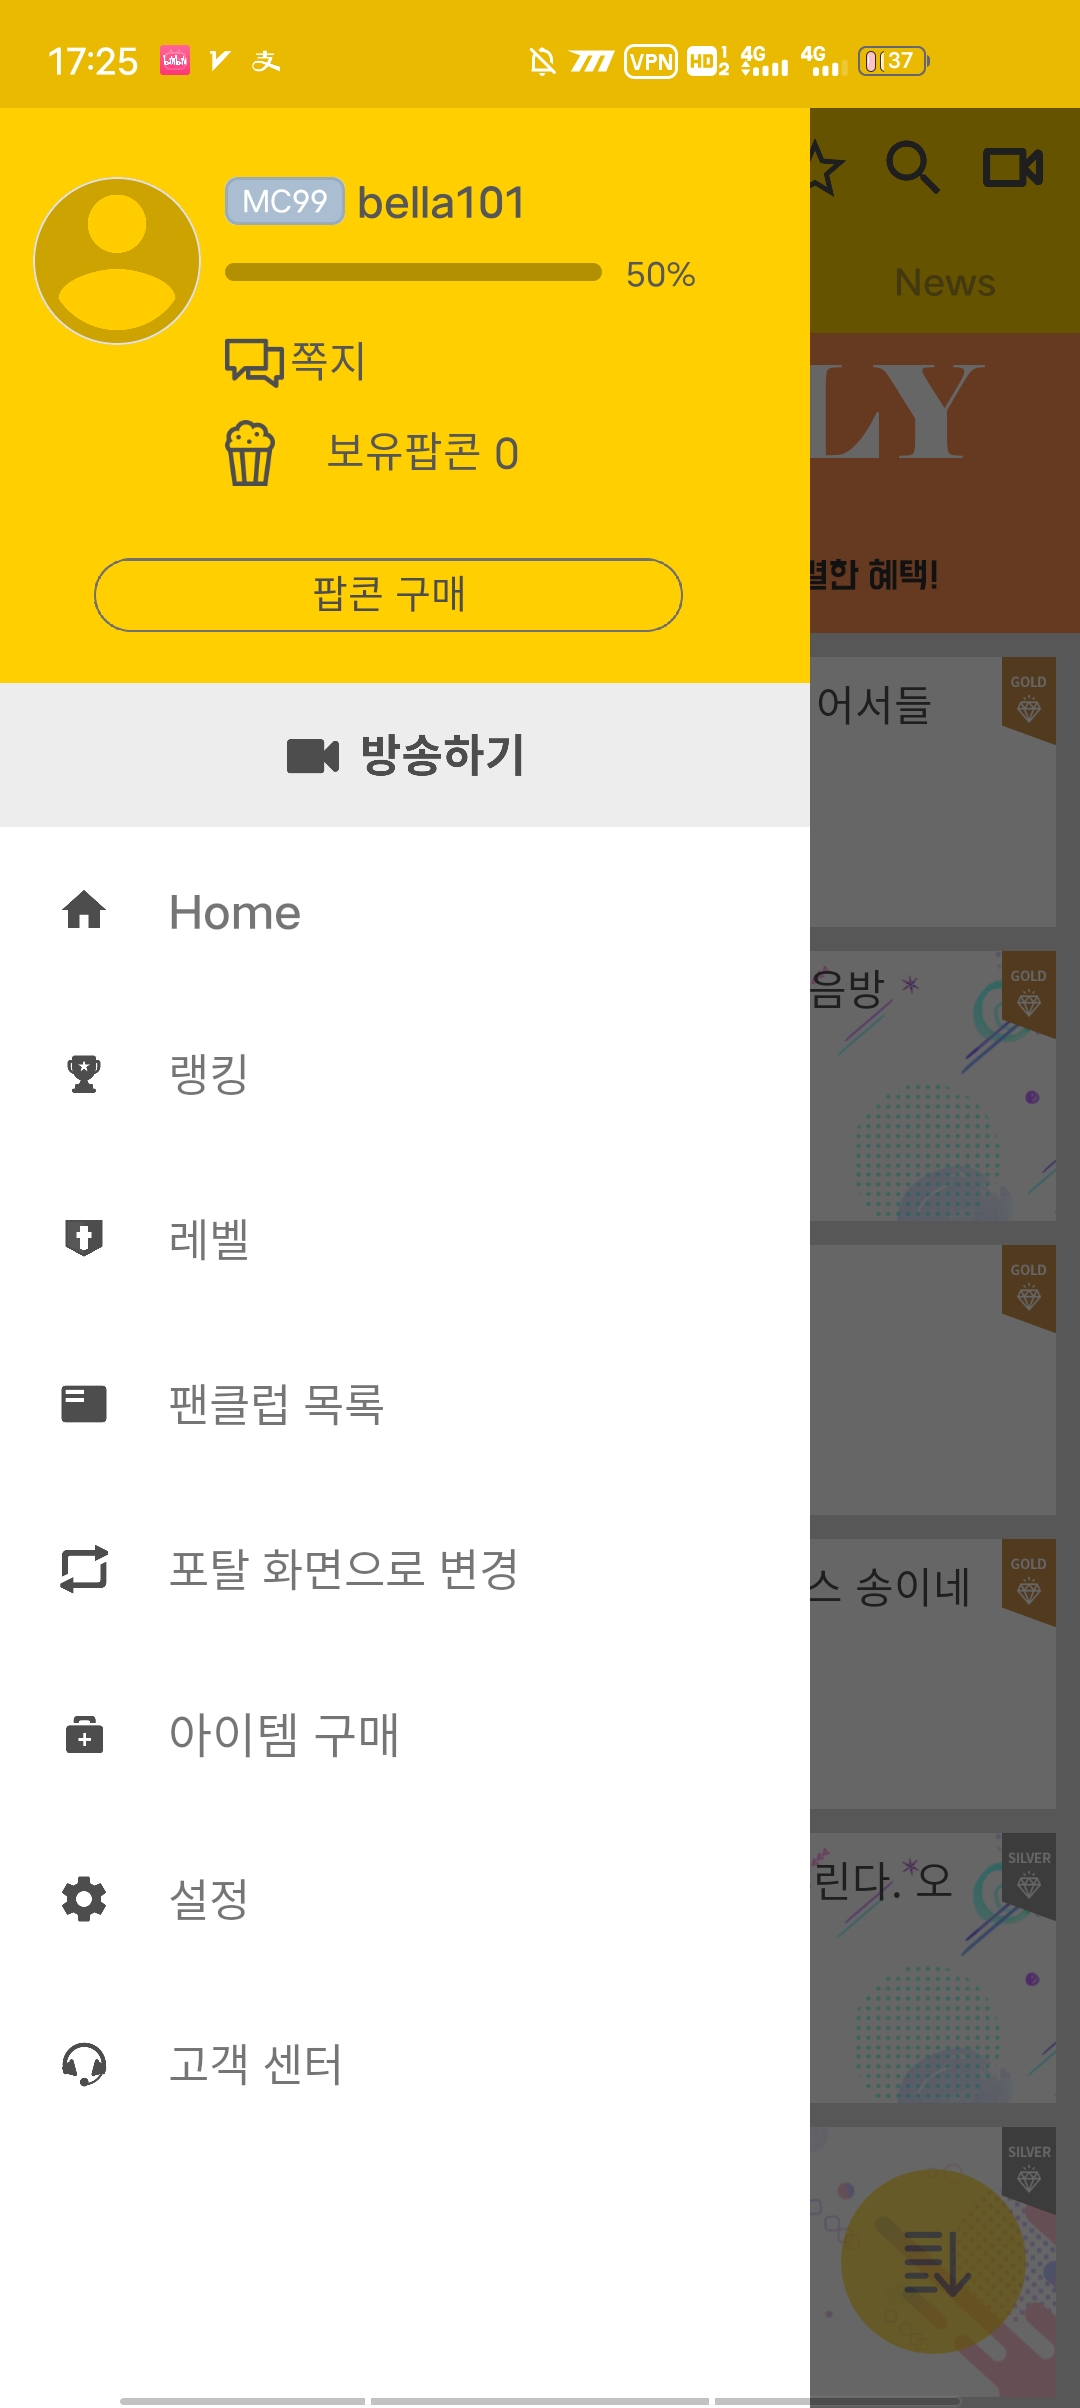 17:25
VPN HD 1 2 4G 4G 37
MC99 bella101
50%
쪽지
보유팝콘 0
팝콘 구매
방송하기
Home
랭킹
레벨
팬클럽 목록
포탈 화면으로 변경
아이템 구매
설정
고객 센터
News
LY
별한 혜택!
어서들
GOLD
음방 *
GOLD
GOLD
스 송이네
GOLD
린다. 오
SILVER
SILVER